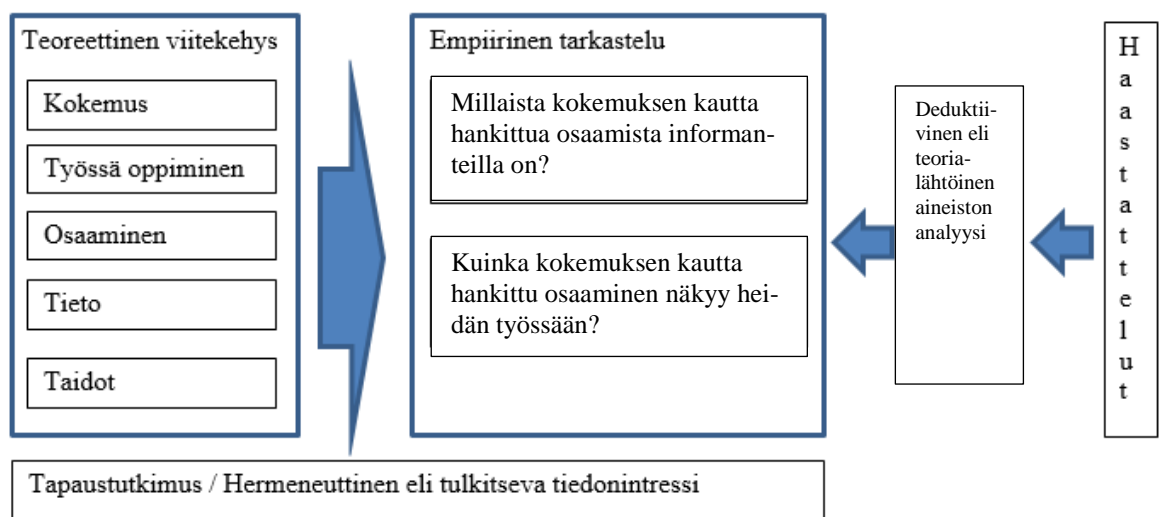 Teoreettinen viitekehys
Kokemus
Työssä oppiminen
Osaaminen
Tieto
Taidot
Empiirinen tarkastelu
Millaista kokemuksen kautta
hankittua osaamista informan-
teilla on?
Kuinka kokemuksen kautta
hankittu osaaminen näkyy hei-
dän työssään?
Deduktii-
vinen eli
teoria-
lähtöinen
aineiston
analyysi
Haastattelut
Tapaustutkimus / Hermeneuttinen eli tulkitseva tiedonintressi